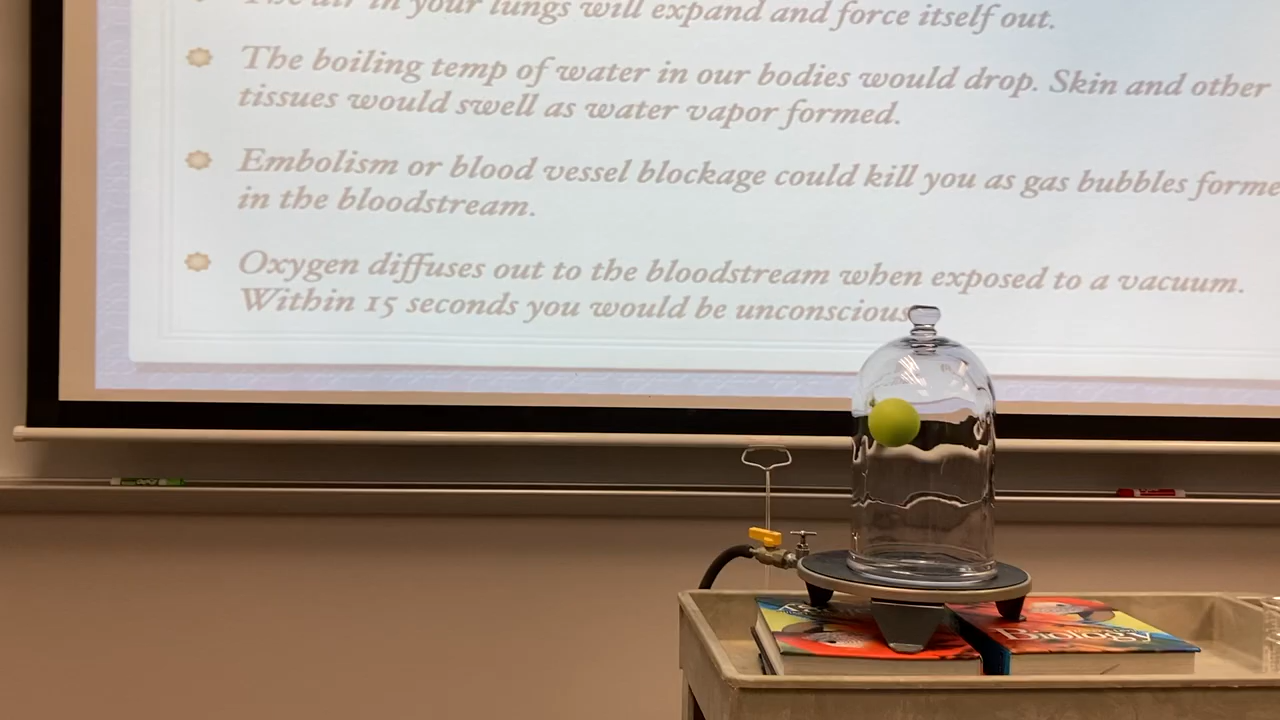 The air in your lungs will expand and force itself out.
The boiling temp of water in our bodies would drop. Skin and other
tissues would swell as water vapor formed.
Embolism or blood vessel blockage could kill you as gas bubbles forme
in the bloodstream.
Oxygen diffuses out to the bloodstream when exposed to a vacuum.
Within 15 seconds you would be unconscious
Biology